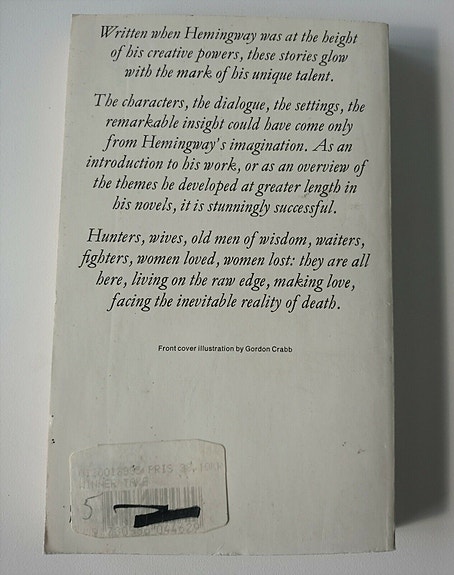 Written when Hemingway was at the height
of his creative powers, these stories glow
with the mark of his unique talent.
The characters, the dialogue, the settings, the
remarkable insight could have come only
from Hemingway's imagination. As an
introduction to his work, or as an overview of
the themes he developed at greater length in
his novels, it is stunningly successful.
Hunters, wives, old men of wisdom, waiters,
fighters, women loved, women lost: they are all
here, living on the raw edge, making love,
facing the inevitable reality of death.
Front cover illustration by Gordon Crabb
PRIS
5